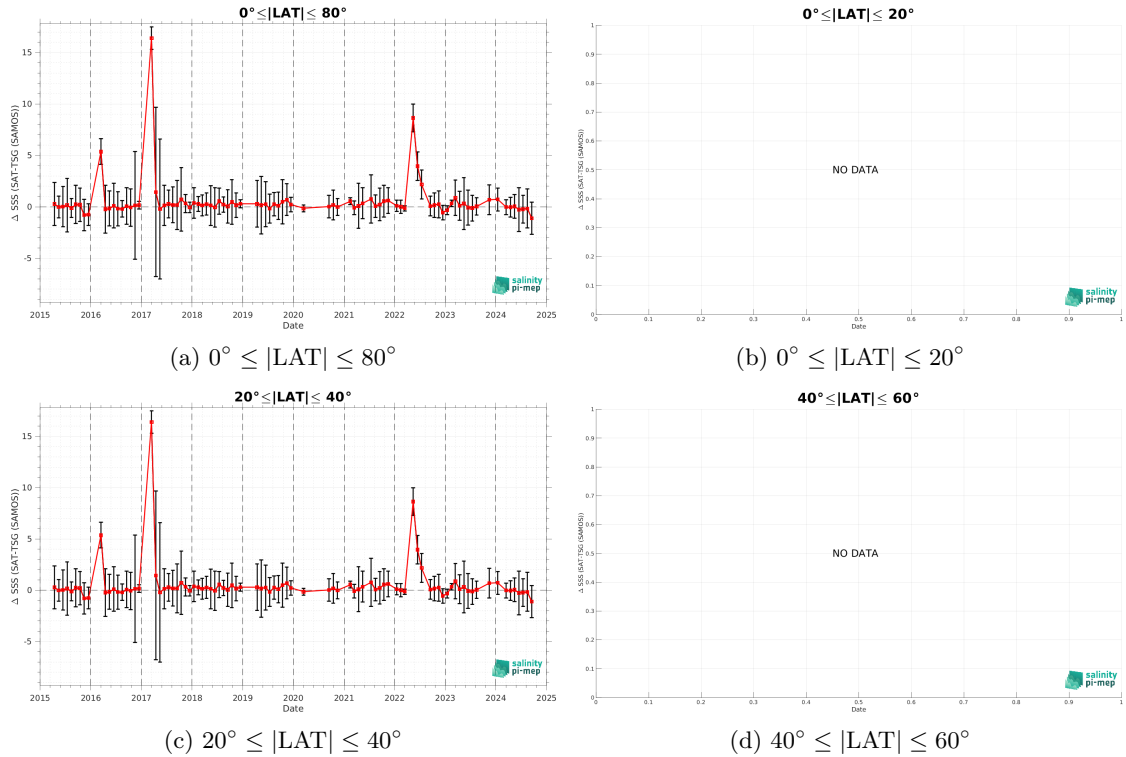 0°≤|LAT|≤ 80°
Δ SSS (SAT-TSG (SAMOS))
15
10
5
0
-5
2015 2016 2017 2018 2019 2020 2021 2022 2023 2024 2025
Date
salinity
pi-mep
(a) 0° ≤ |LAT| ≤ 80°
0°≤|LAT|≤ 20°
Δ SSS (SAT-TSG (SAMOS))
1
0.9
0.8
0.7
0.6
0.5
0.4
0.3
0.2
0.1
0
NO DATA
0 0.1 0.2 0.3 0.4 0.5 0.6 0.7 0.8 0.9 1
Date
salinity
pi-mep
(b) 0° ≤ |LAT| ≤ 20°
20°≤|LAT|≤ 40°
Δ SSS (SAT-TSG (SAMOS))
15
10
5
0
-5
2015 2016 2017 2018 2019 2020 2021 2022 2023 2024 2025
Date
salinity
pi-mep
(c) 20° ≤ |LAT| ≤ 40°
40°≤|LAT|≤ 60°
Δ SSS (SAT-TSG (SAMOS))
1
0.9
0.8
0.7
0.6
0.5
0.4
0.3
0.2
0.1
0
NO DATA
0 0.1 0.2 0.3 0.4 0.5 0.6 0.7 0.8 0.9 1
Date
salinity
pi-mep
(d) 40° ≤ |LAT| ≤ 60°